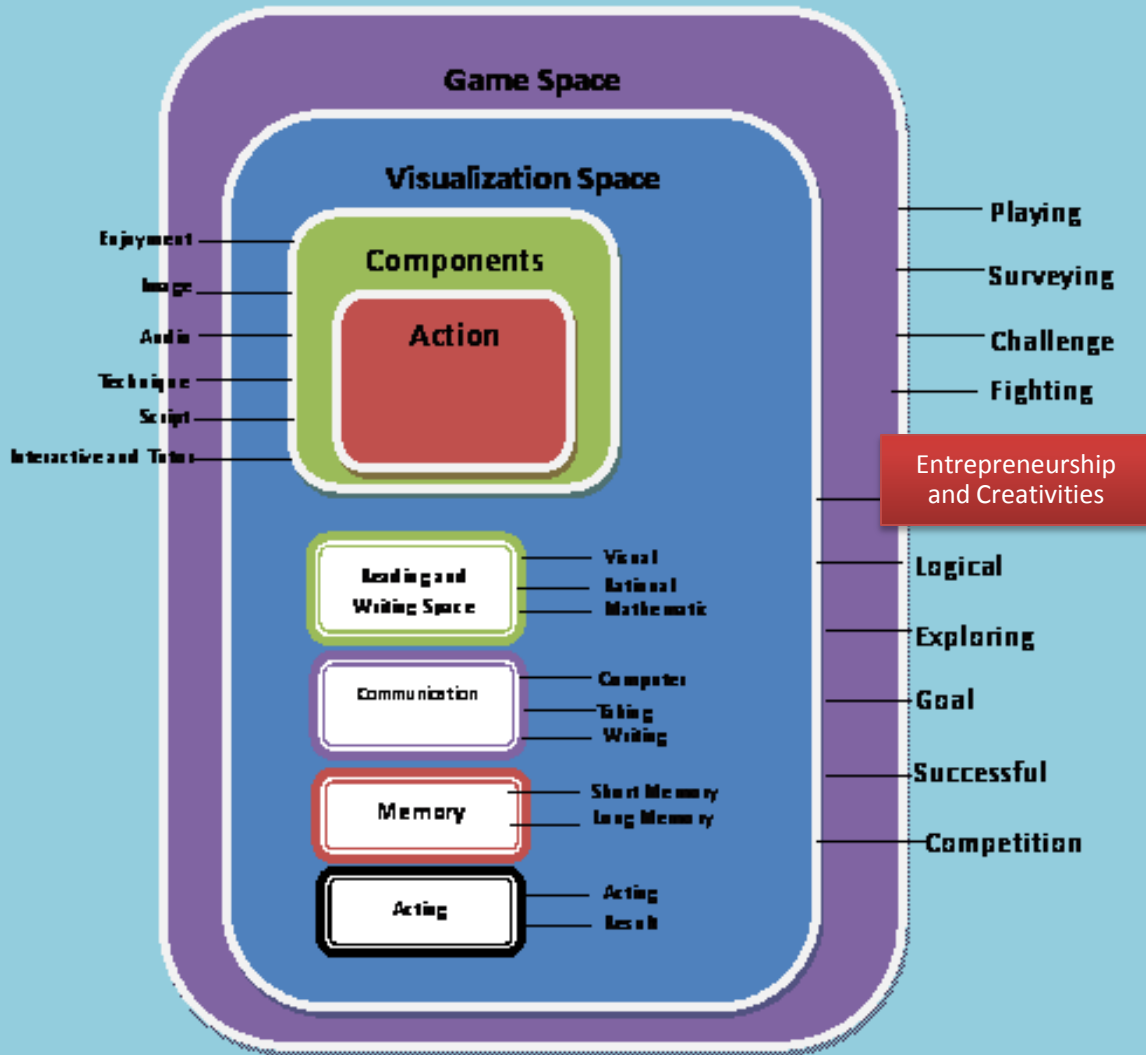 Game Space
Visualization Space
Components
Action
Enjoyment
Image
Audio
Technique
Script
Interactive and Tutor
Reading and
Writing Space
Visual
Rational
Mathematic
Communication
Computer
Taking
Writing
Memory
Short Memory
Long Memory
Acting
Acting
Result
Playing
Surveying
Challenge
Fighting
Entrepreneurship
and Creativities
Logical
Exploring
Goal
Successful
Competition